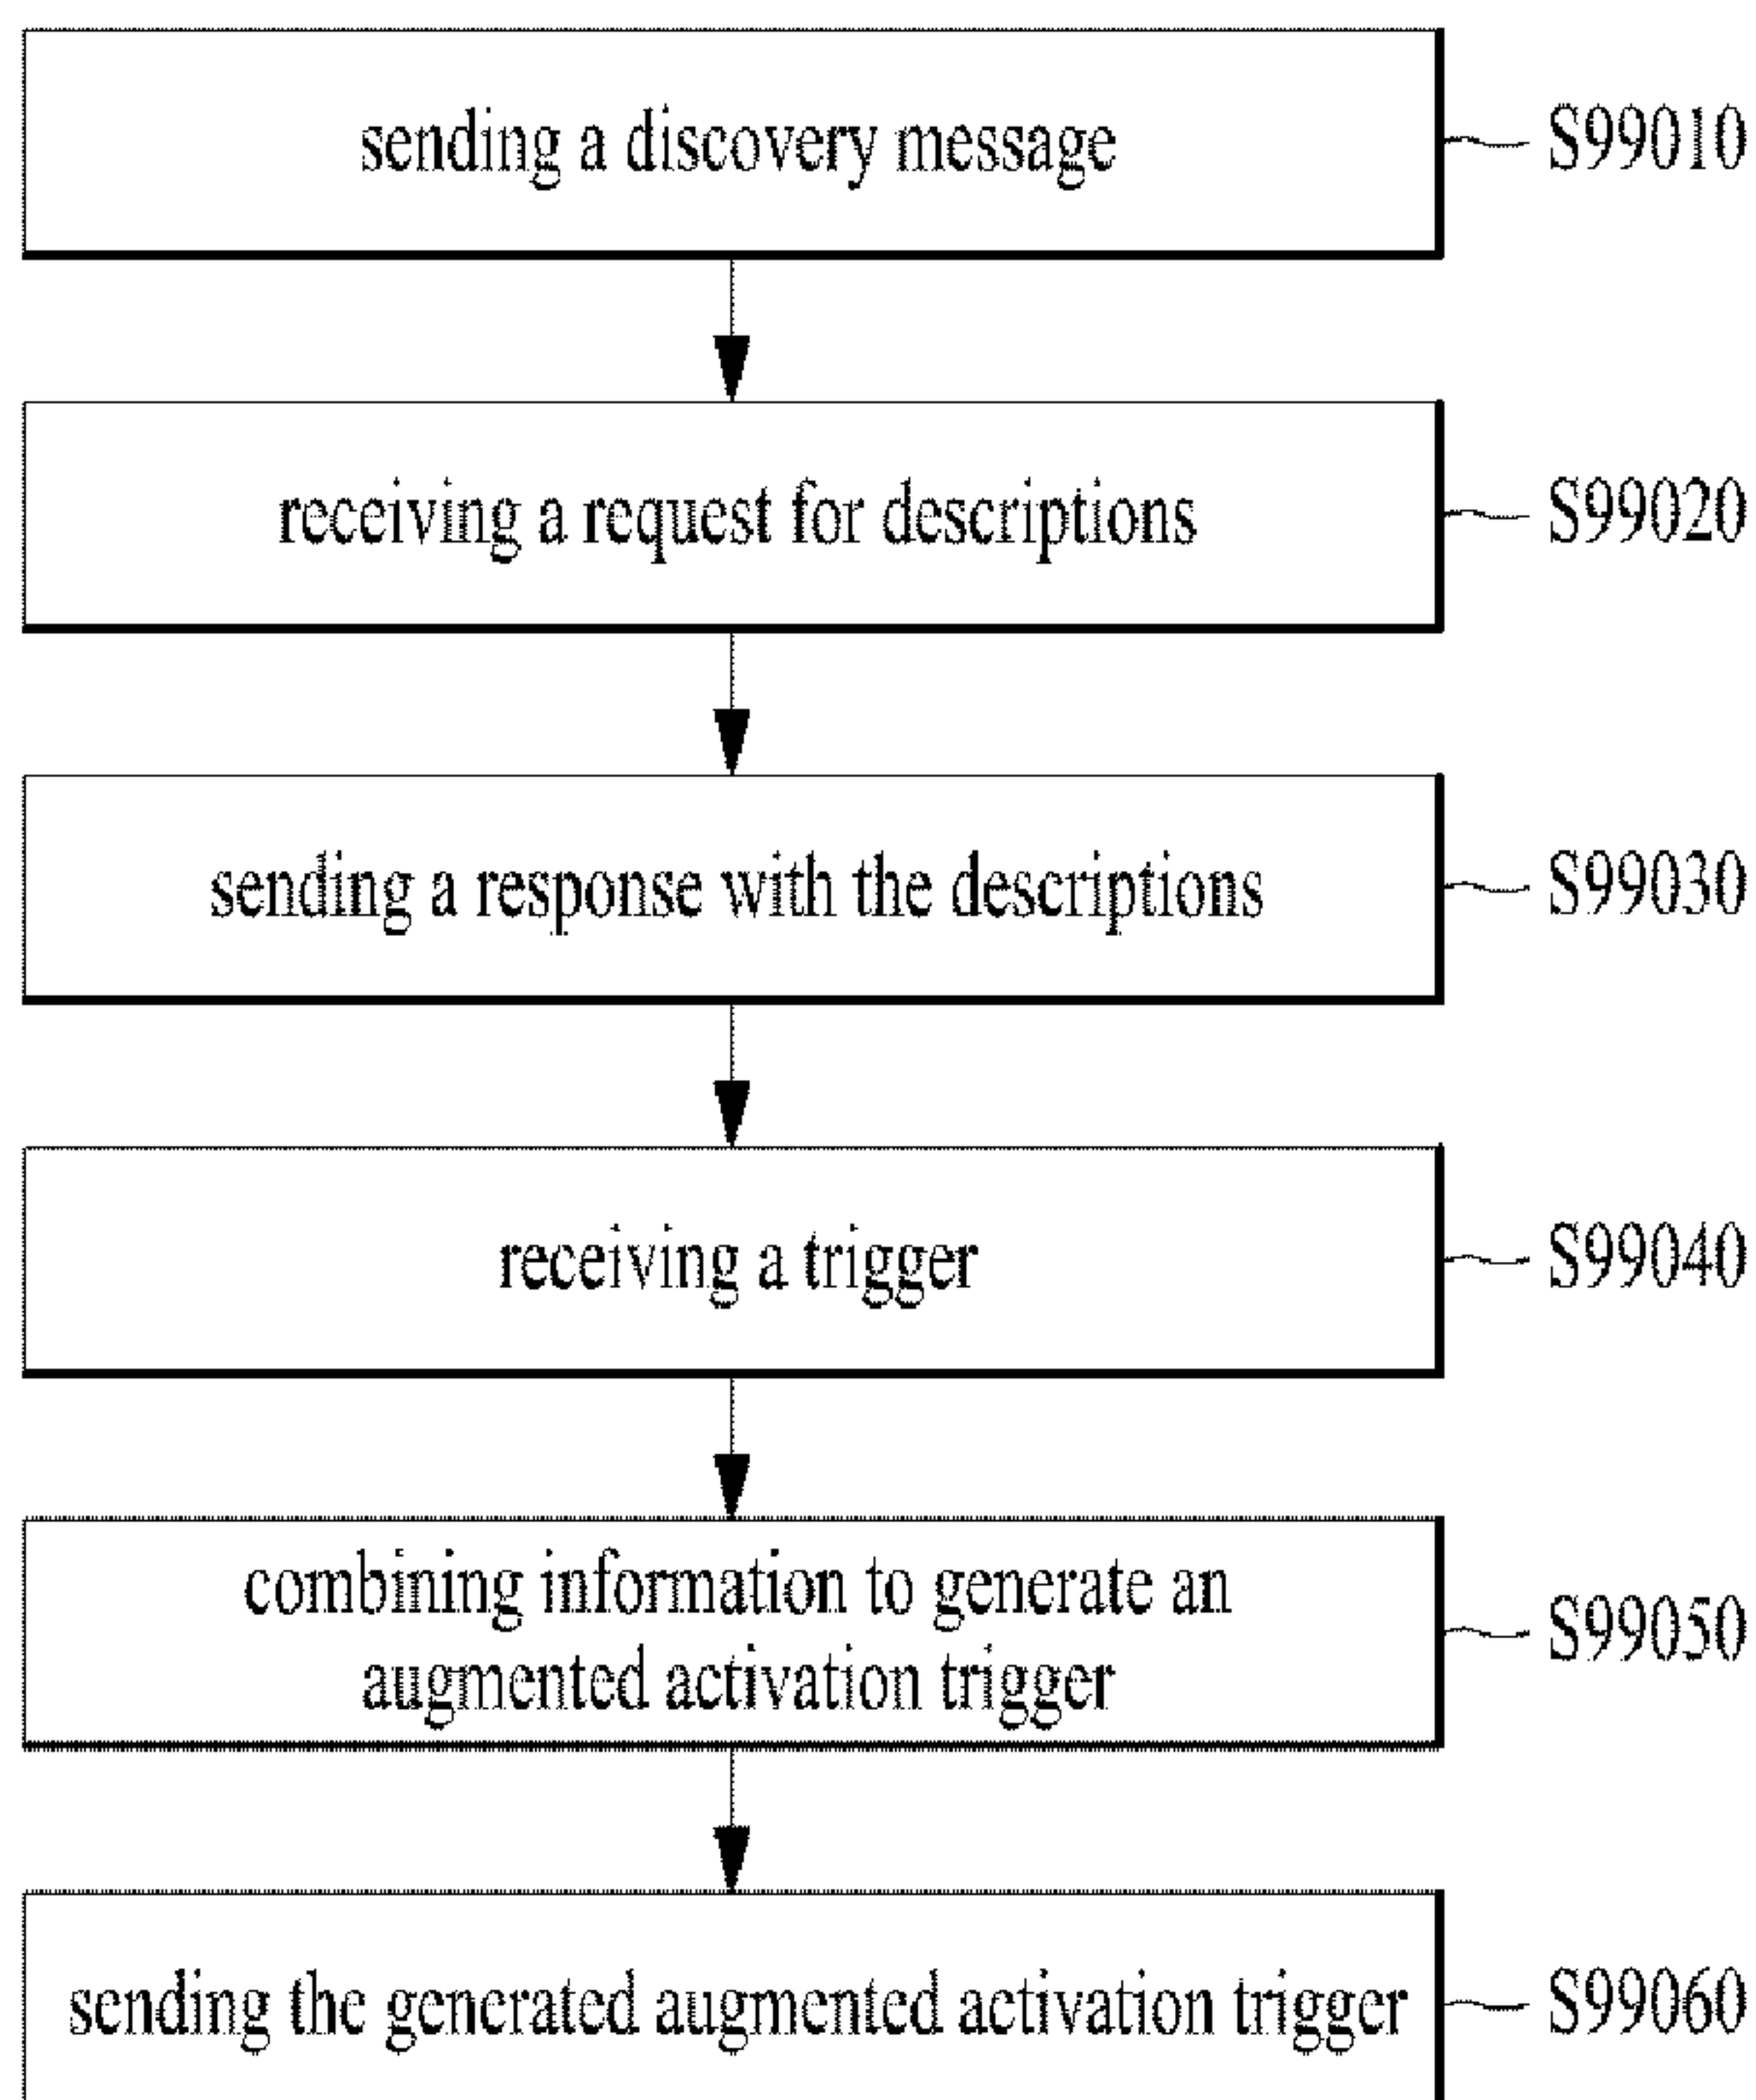 sending a discovery message
S99010
receiving a request for descriptions
S99020
sending a response with the descriptions
S99030
receiving a trigger
S99040
combining information to generate an
augmented activation trigger
S99050
sending the generated augmented activation trigger
S99060